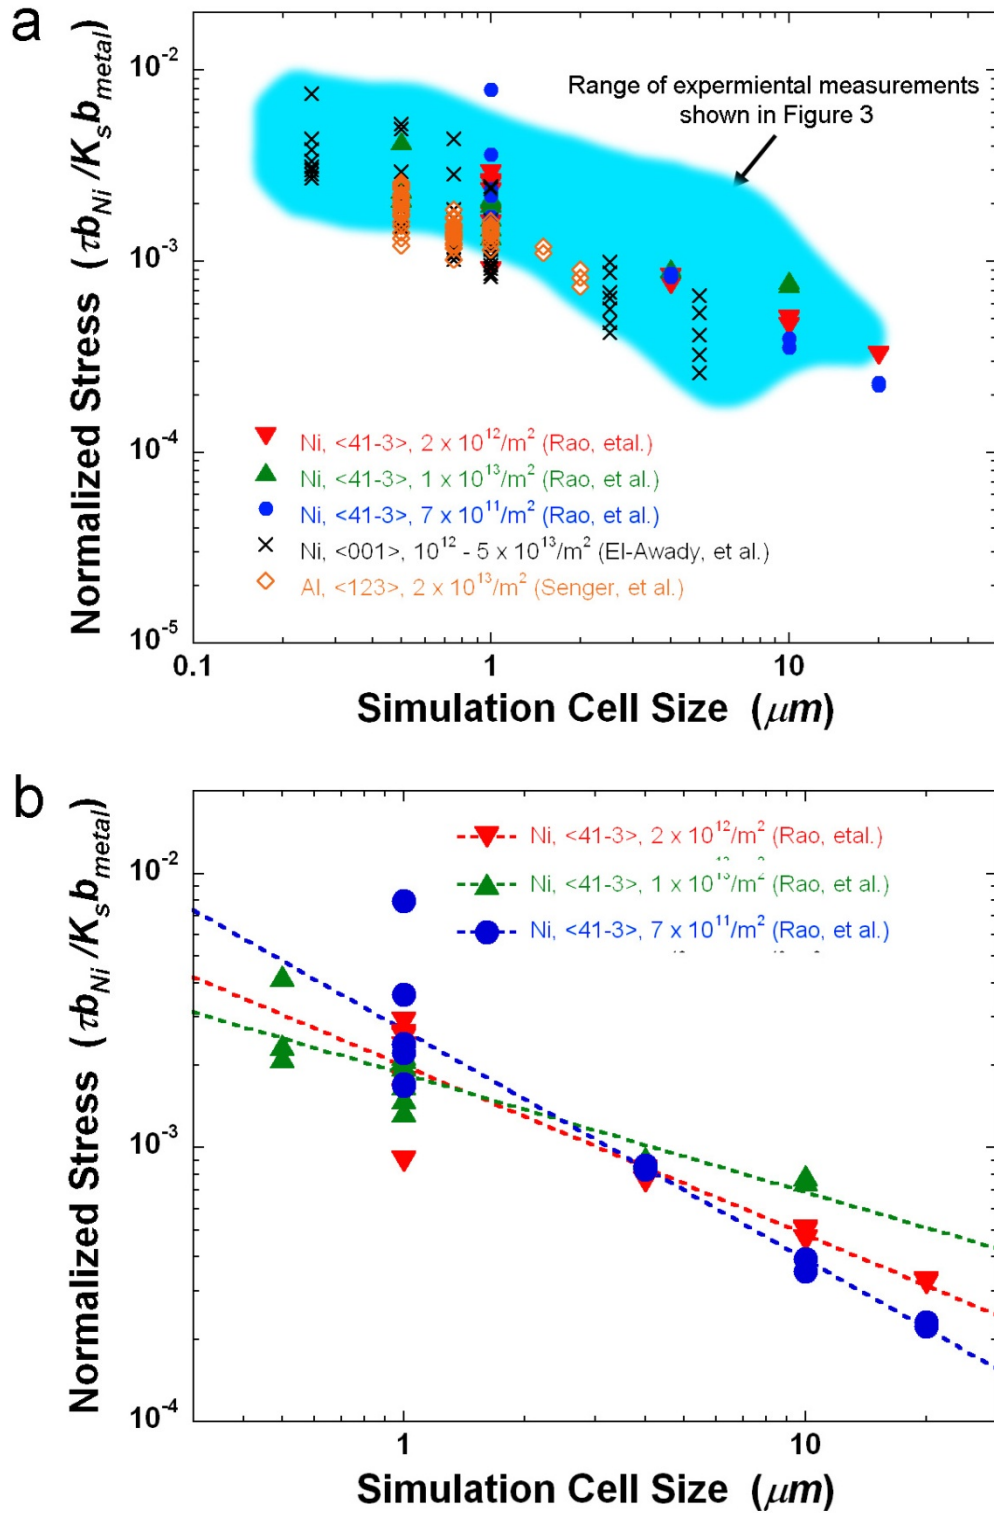 a
Normalized Stress (τb_Ni /K_s b_metal)
10^-2
10^-3
10^-4
10^-5
Range of expermiental measurements
shown in Figure 3
Ni, <41-3>, 2 x 10^12/m^2 (Rao, etal.)
Ni, <41-3>, 1 x 10^13/m^2 (Rao, et al.)
Ni, <41-3>, 7 x 10^11/m^2 (Rao, et al.)
Ni, <001>, 10^12 - 5 x 10^13/m^2 (El-Awady, et al.)
Al, <123>, 2 x 10^13/m^2 (Senger, et al.)
0.1 1 10
Simulation Cell Size (μm)
b
Normalized Stress (τb_Ni /K_s b_metal)
10^-2
10^-3
10^-4
Ni, <41-3>, 2 x 10^12/m^2 (Rao, etal.)
Ni, <41-3>, 1 x 10^13/m^2 (Rao, et al.)
Ni, <41-3>, 7 x 10^11/m^2 (Rao, et al.)
1 10
Simulation Cell Size (μm)